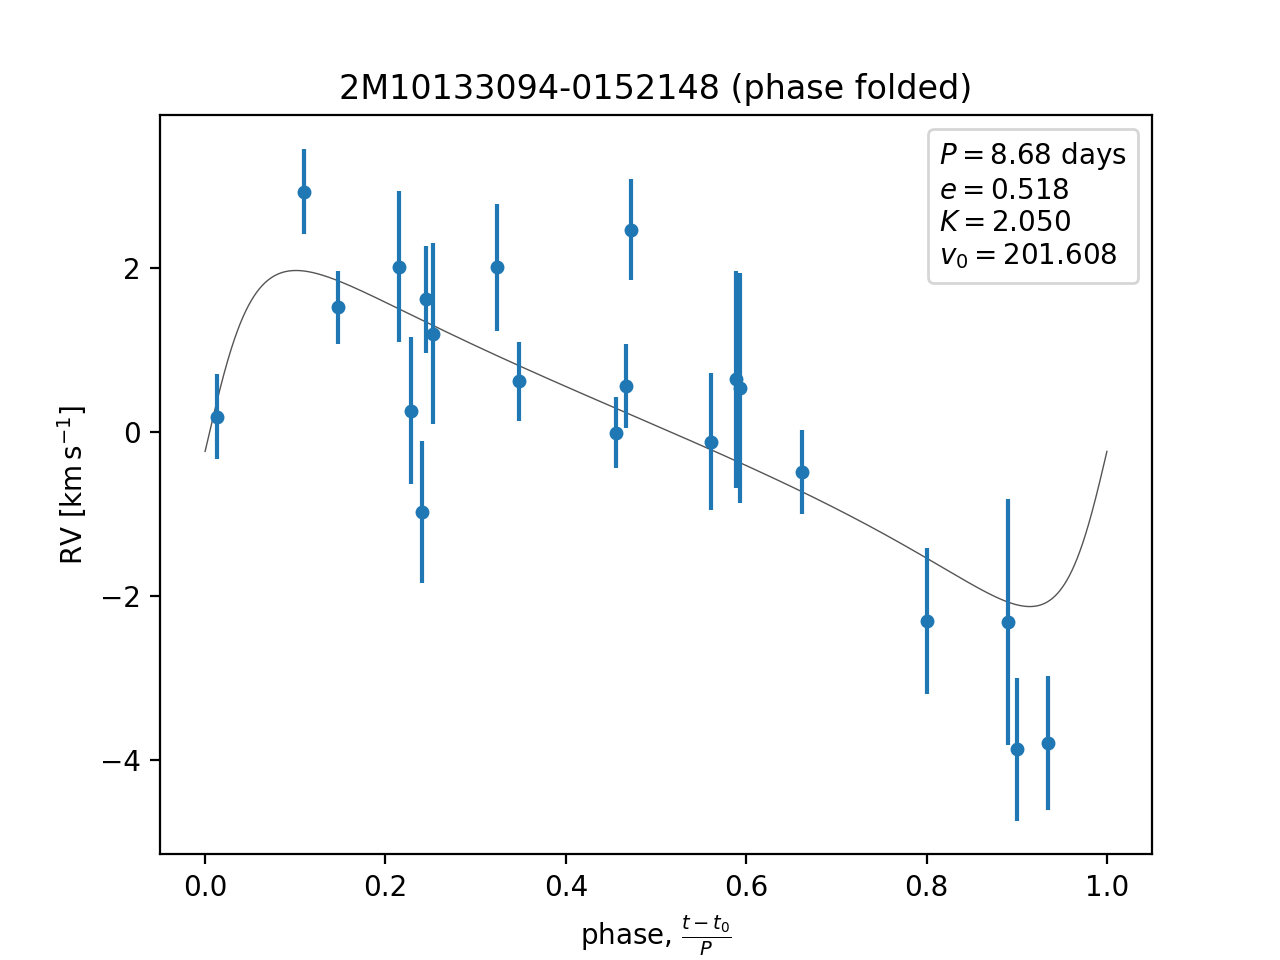 2M10133094-0152148 (phase folded)
P = 8.68 days
e = 0.518
K = 2.050
v₀ = 201.608
2
0
−2
−4
RV [km s⁻¹]
0.0 0.2 0.4 0.6 0.8 1.0
phase, (t − t₀)/P